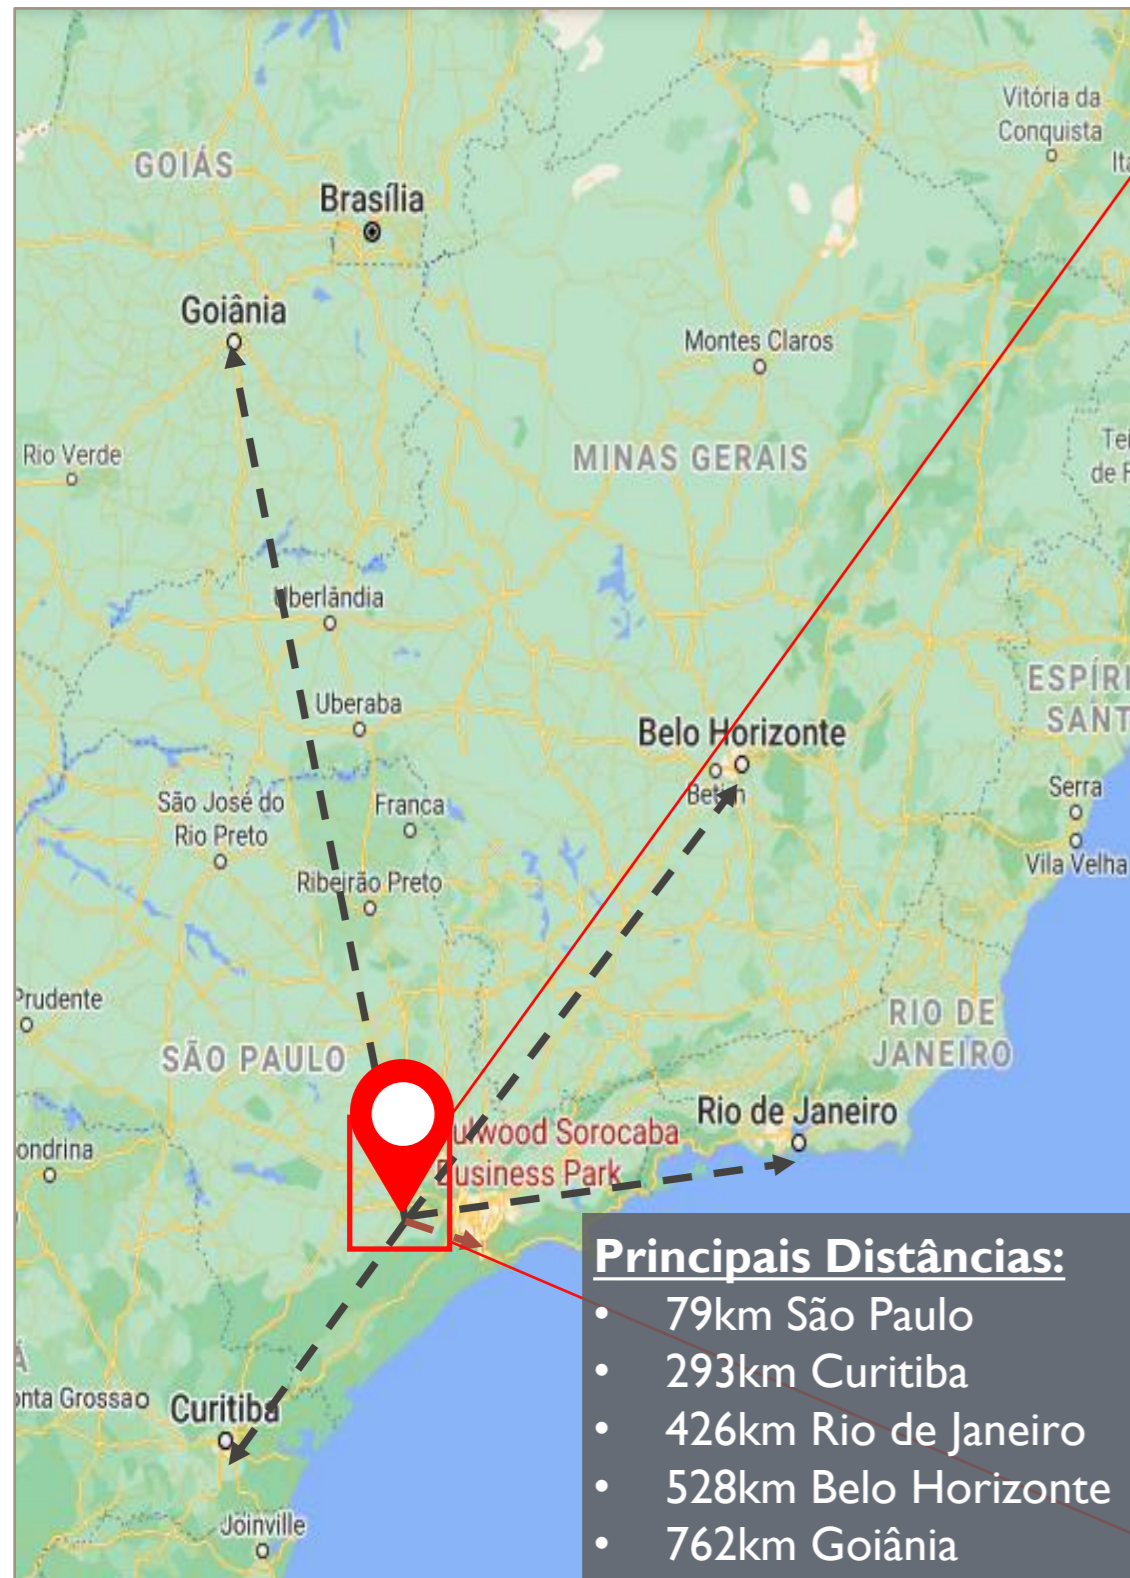 Vitória da
Conquista
GOIÁS
Brasília
Goiânia
Montes Claros
Rio Verde
MINAS GERAIS
Uberlândia
Uberaba
Belo Horizonte
Betim
São José do
Rio Preto
Franca
Serra
Vila Velha
Ribeirão Preto
Prudente
RIO DE
JANEIRO
SÃO PAULO
Rio de Janeiro
Sorocaba
Business Park
Principais Distâncias:
• 79km São Paulo
• 293km Curitiba
• 426km Rio de Janeiro
• 528km Belo Horizonte
• 762km Goiânia
Curitiba
Joinville